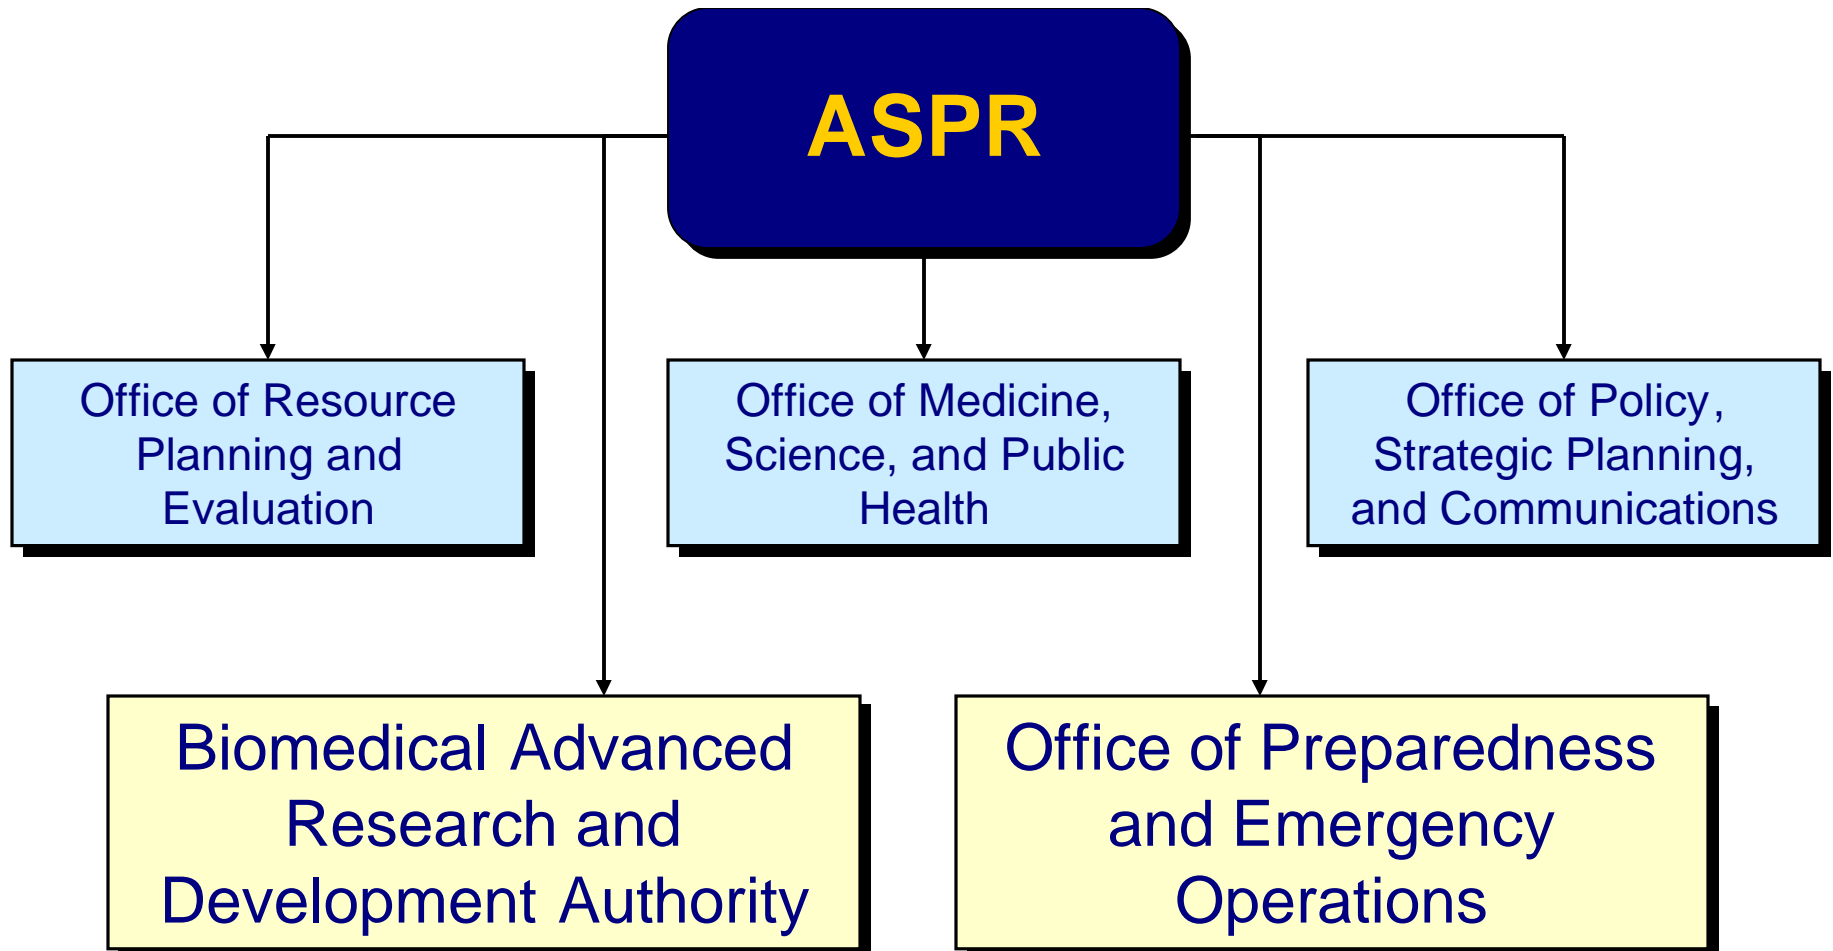 ASPR
Office of Resource
Planning and
Evaluation
Office of Medicine,
Science, and Public
Health
Office of Policy,
Strategic Planning,
and Communications
Biomedical Advanced
Research and
Development Authority
Office of Preparedness
and Emergency
Operations